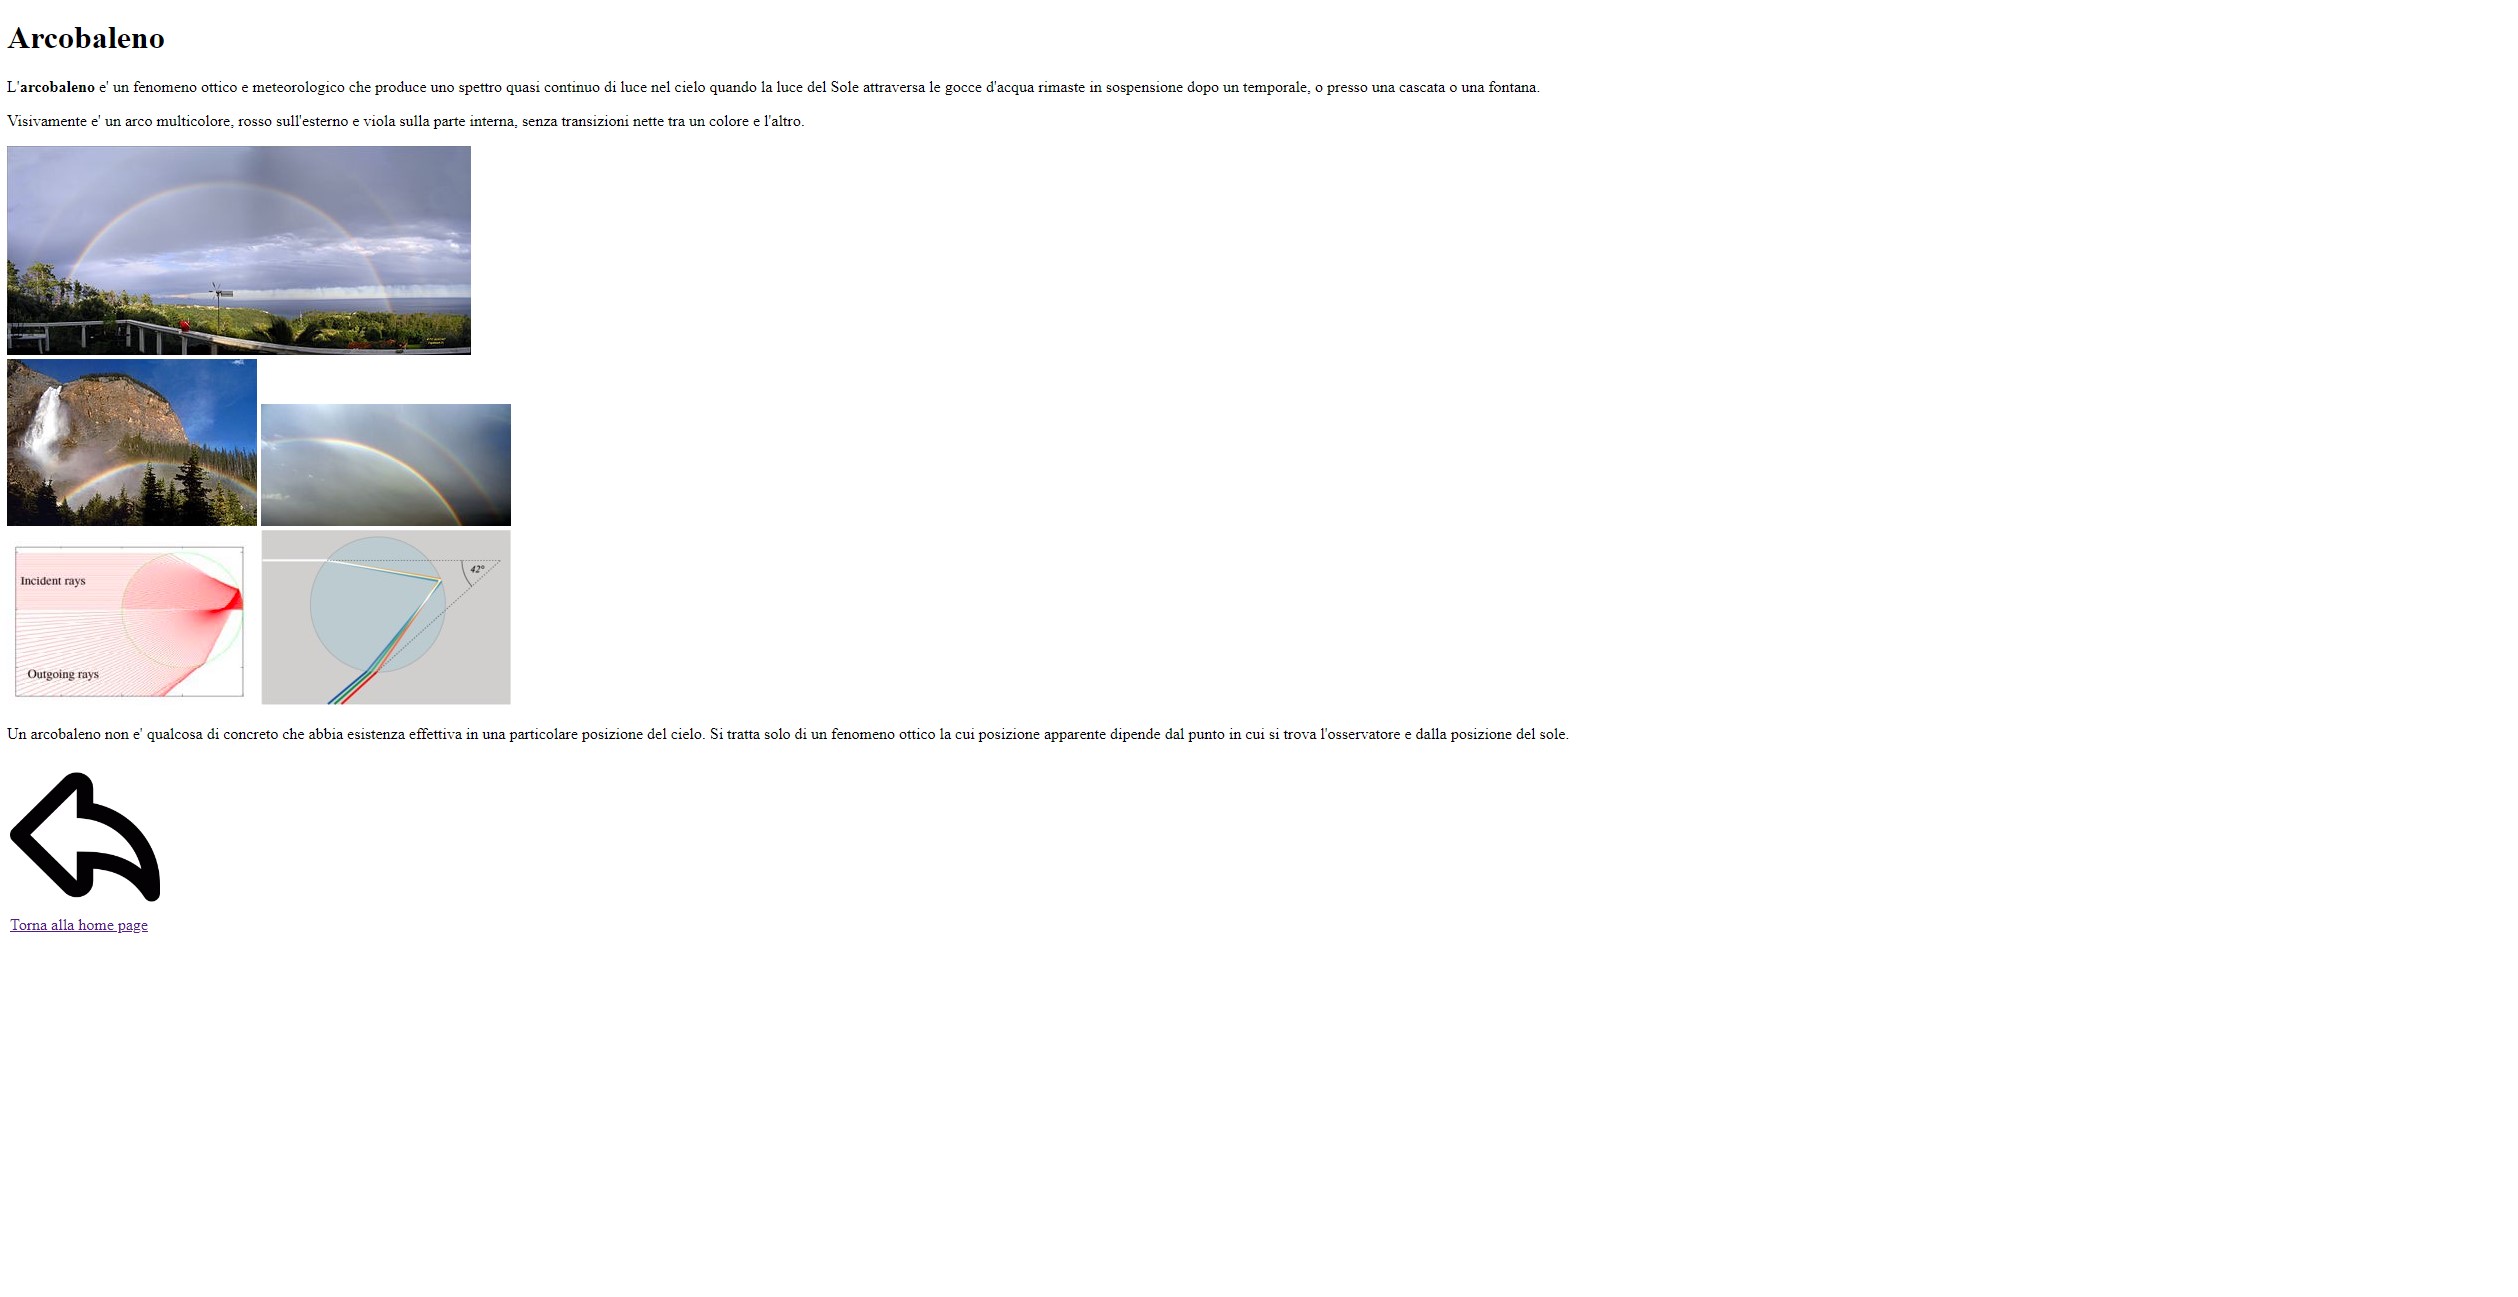 Arcobaleno
L'arcobaleno e' un fenomeno ottico e meteorologico che produce uno spettro quasi continuo di luce nel cielo quando la luce del Sole attraversa le gocce d'acqua rimaste in sospensione dopo un temporale, o presso una cascata o una fontana.
Visivamente e' un arco multicolore, rosso sull'esterno e viola sulla parte interna, senza transizioni nette tra un colore e l'altro.
Incident rays
42°
Outgoing rays
Un arcobaleno non e' qualcosa di concreto che abbia esistenza effettiva in una particolare posizione del cielo. Si tratta solo di un fenomeno ottico la cui posizione apparente dipende dal punto in cui si trova l'osservatore e dalla posizione del sole.
Torna alla home page